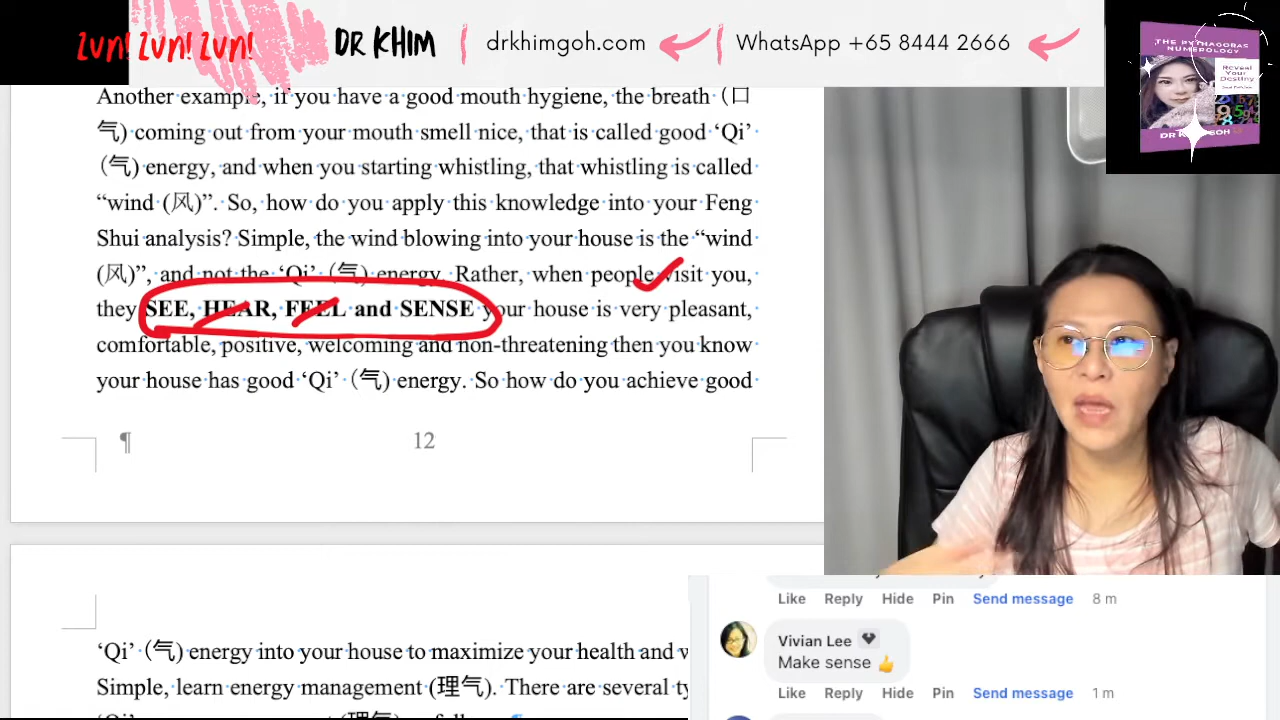 ZUN! ZUN! ZUN!
DR KHIM
drkhimgoh.com
WhatsApp +65 8444 2666
THE PYTHAGORAS
NUMEROLOGY
Reveal
Your
Destiny
DR KHIM GOH
Another example, if you have a good mouth hygiene, the breath (口
气) coming out from your mouth smell nice, that is called good ‘Qi’
(气) energy, and when you starting whistling, that whistling is called
“wind (风)”. So, how do you apply this knowledge into your Feng
Shui analysis? Simple, the wind blowing into your house is the “wind
(风)”, and not the ‘Qi’ (气) energy. Rather, when people visit you,
they SEE, HEAR, FEEL and SENSE your house is very pleasant,
comfortable, positive, welcoming and non-threatening then you know
your house has good ‘Qi’ (气) energy. So how do you achieve good
¶ 12
‘Qi’ (气) energy into your house to maximize your health and w
Simple, learn energy management (理气). There are several ty
Like Reply Hide Pin Send message 8 m
Vivian Lee
Make sense 👍
Like Reply Hide Pin Send message 1 m